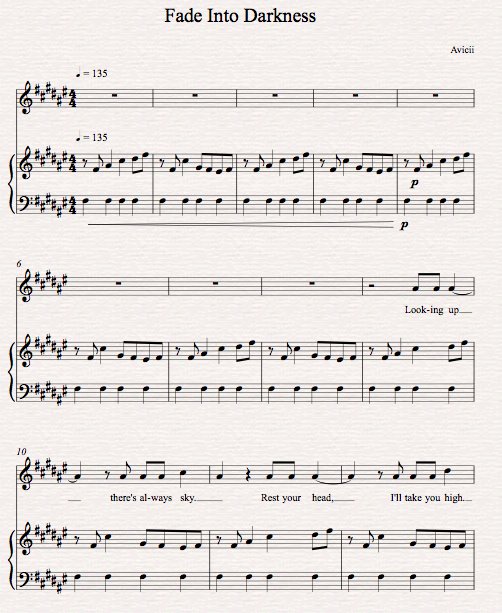 Fade Into Darkness
Avicii
♩ = 135
♩ = 135
p
p
6
Look-ing up
10
there's al-ways sky. Rest your head, I'll take you high.